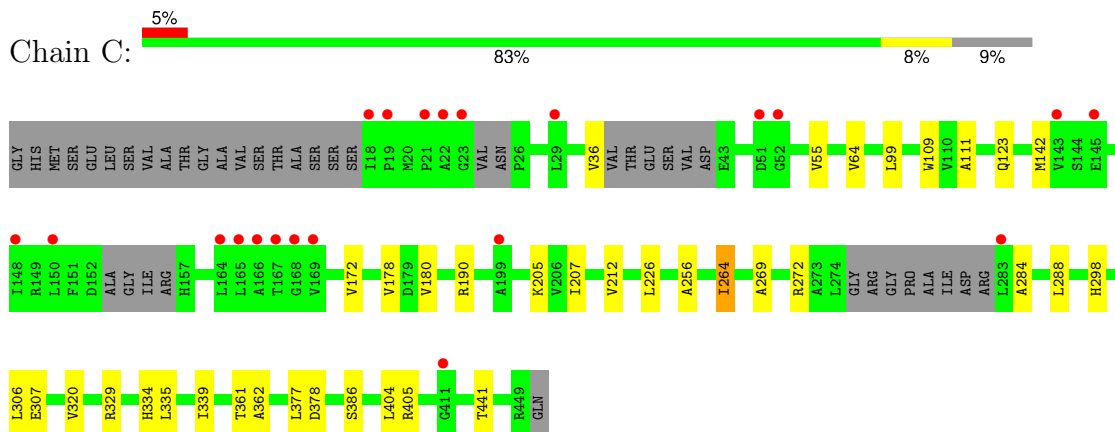 5%
Chain C:
83% 8% 9%
GLY HIS MET SER GLU LEU SER VAL ALA THR GLY ALA VAL SER THR ALA SER SER SER I18 P19 M20 P21 A22 G23 VAL ASN P26 L29 V36 VAL THR GLU SER VAL ASP E43 D51 G52 V55 V64 L99 W109 V110 A111 Q123 M142 V143 S144 E145
I148 R149 L150 F151 D152 ALA GLY ILE ARG H157 L164 L165 A166 T167 G168 V169 V172 V178 D179 V180 R190 A199 K205 V206 I207 V212 L226 A256 I264 A269 R272 A273 L274 GLY ARG GLY PRO ALA ILE ASP ARG L283 A284 L288 H298
L306 E307 V320 R329 H334 L335 I339 T361 A362 L377 D378 S386 L404 R405 G411 T441 R449 GLN